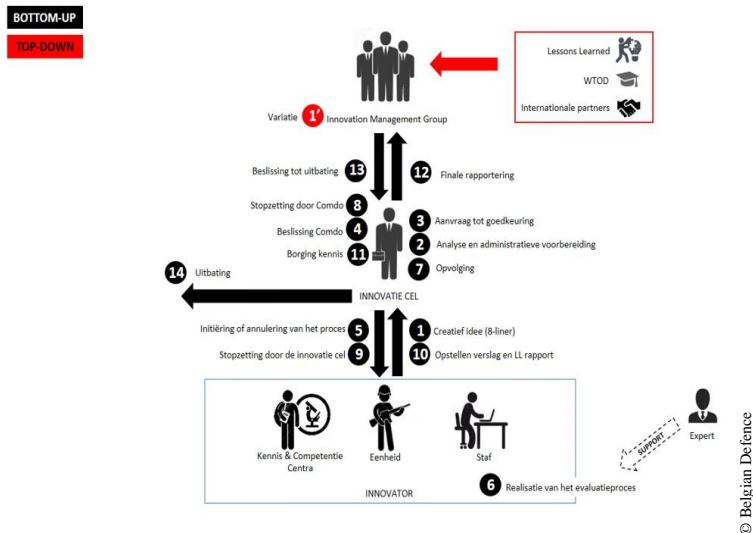 BOTTOM-UP
TOP-DOWN
Lessons Learned
WTOD
Internationale partners
Variatie 1' Innovation Management Group
Beslissing tot uitbating 13
12 Finale rapportering
Stopzetting door Comdo 8
Beslissing Comdo 4
Borging kennis 11
3 Aanvraag tot goedkeuring
2 Analyse en administratieve voorbereiding
7 Opvolging
14 Uitbating
INNOVATIE CEL
Initiëring of annulering van het proces 5
Stopzetting door de innovatie cel 9
1 Creatief idee (8-liner)
10 Opstellen verslag en LL rapport
Kennis & Competentie
Centra
Eenheid
Staf
6 Realisatie van het evaluatieproces
INNOVATOR
SUPPORT
Expert
© Belgian Defence